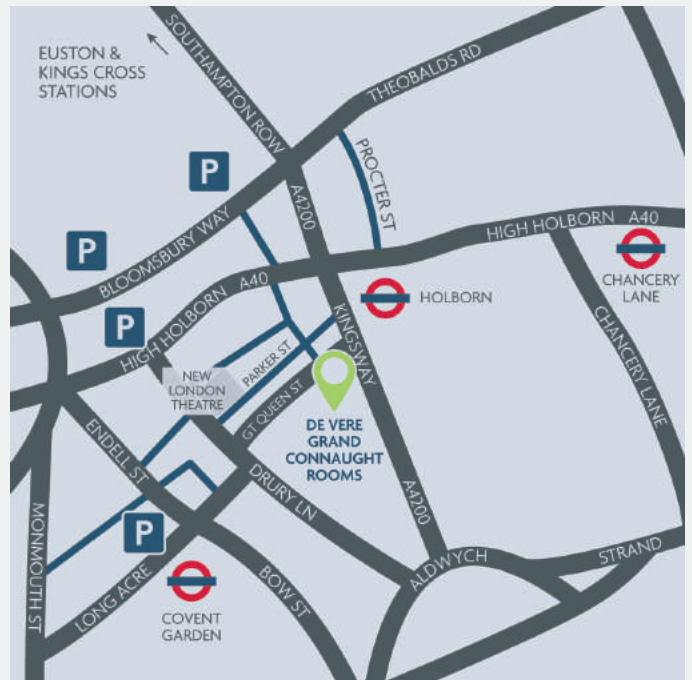 EUSTON &
KINGS CROSS
STATIONS
SOUTHAMPTON ROW
THEOBALDS RD
PROCTER ST
P
A4200
BLOOMSBURY WAY
HIGH HOLBORN A40
P
CHANCERY
LANE
HOLBORN
P
HIGH HOLBORN A40
KINGSWAY
CHANCERY LANE
NEW
LONDON
THEATRE
PARKER ST
GT QUEEN ST
DE VERE
GRAND
CONNAUGHT
ROOMS
ENDELL ST
DRURY LN
A4200
MONMOUTH ST
P
ALDWYCH
STRAND
LONG ACRE
BOW ST
COVENT
GARDEN